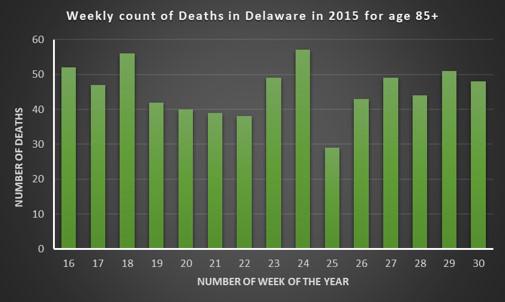 Weekly count of Deaths in Delaware in 2015 for age 85+
60
50
40
30
20
10
0
NUMBER OF DEATHS
16 17 18 19 20 21 22 23 24 25 26 27 28 29 30
NUMBER OF WEEK OF THE YEAR